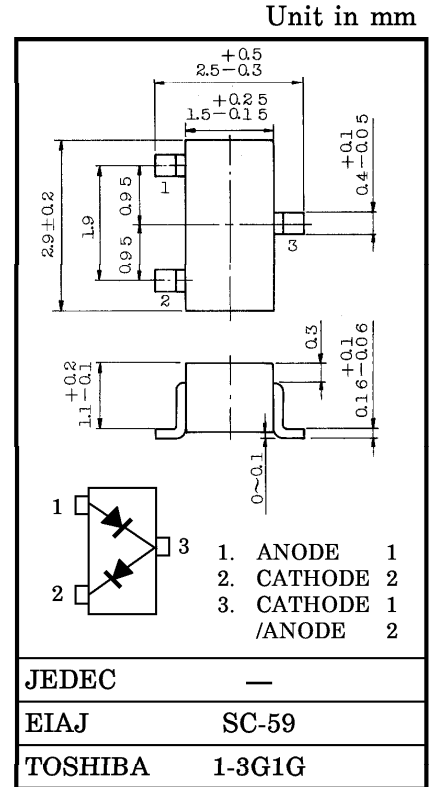 Unit in mm
+0.5
2.5−0.3
+0.25
1.5−0.15
+0.1
0.4−0.05
2.9±0.2
1.9
0.95
0.95
1
2
3
+0.2
1.1−0.1
0.3
+0.1
0.16−0.06
0~0.1
1
2
3
1. ANODE 1
2. CATHODE 2
3. CATHODE 1
/ANODE 2
JEDEC —
EIAJ SC-59
TOSHIBA 1-3G1G